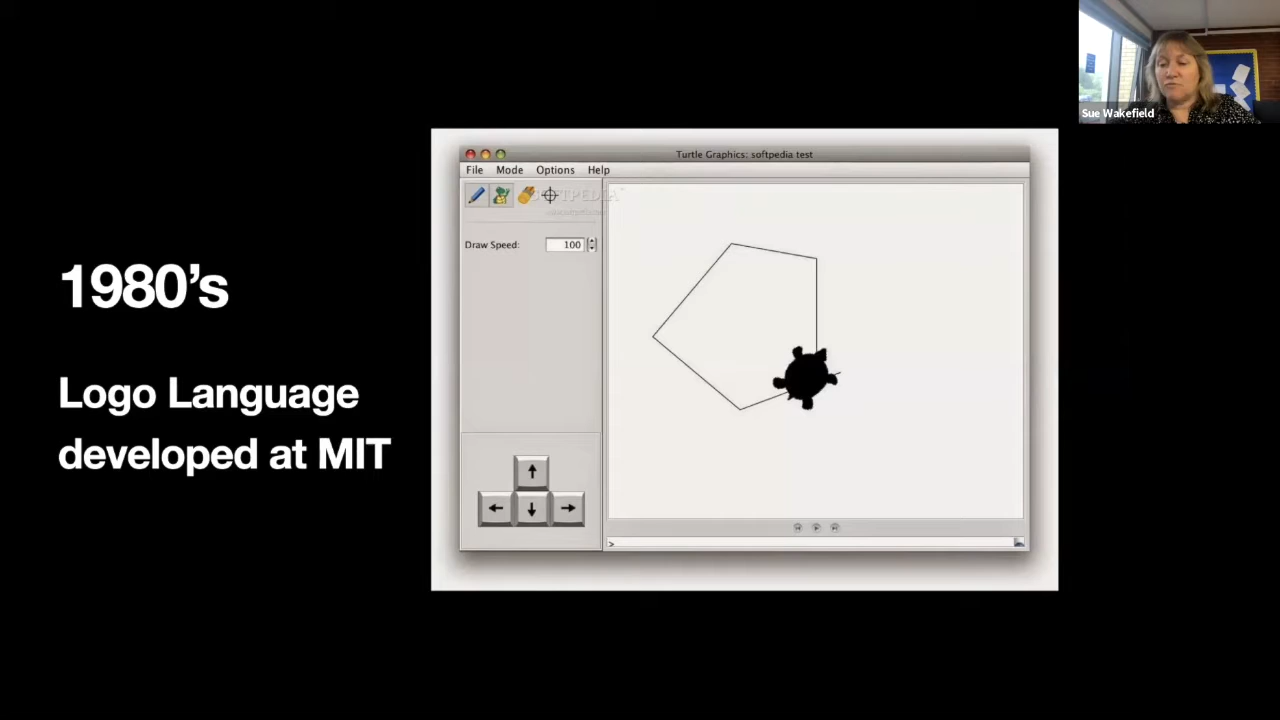 Sue Wakefield
Turtle Graphics: softpedia test
File Mode Options Help
SOFTPEDIA
Draw Speed: 100
1980's
Logo Language
developed at MIT
>